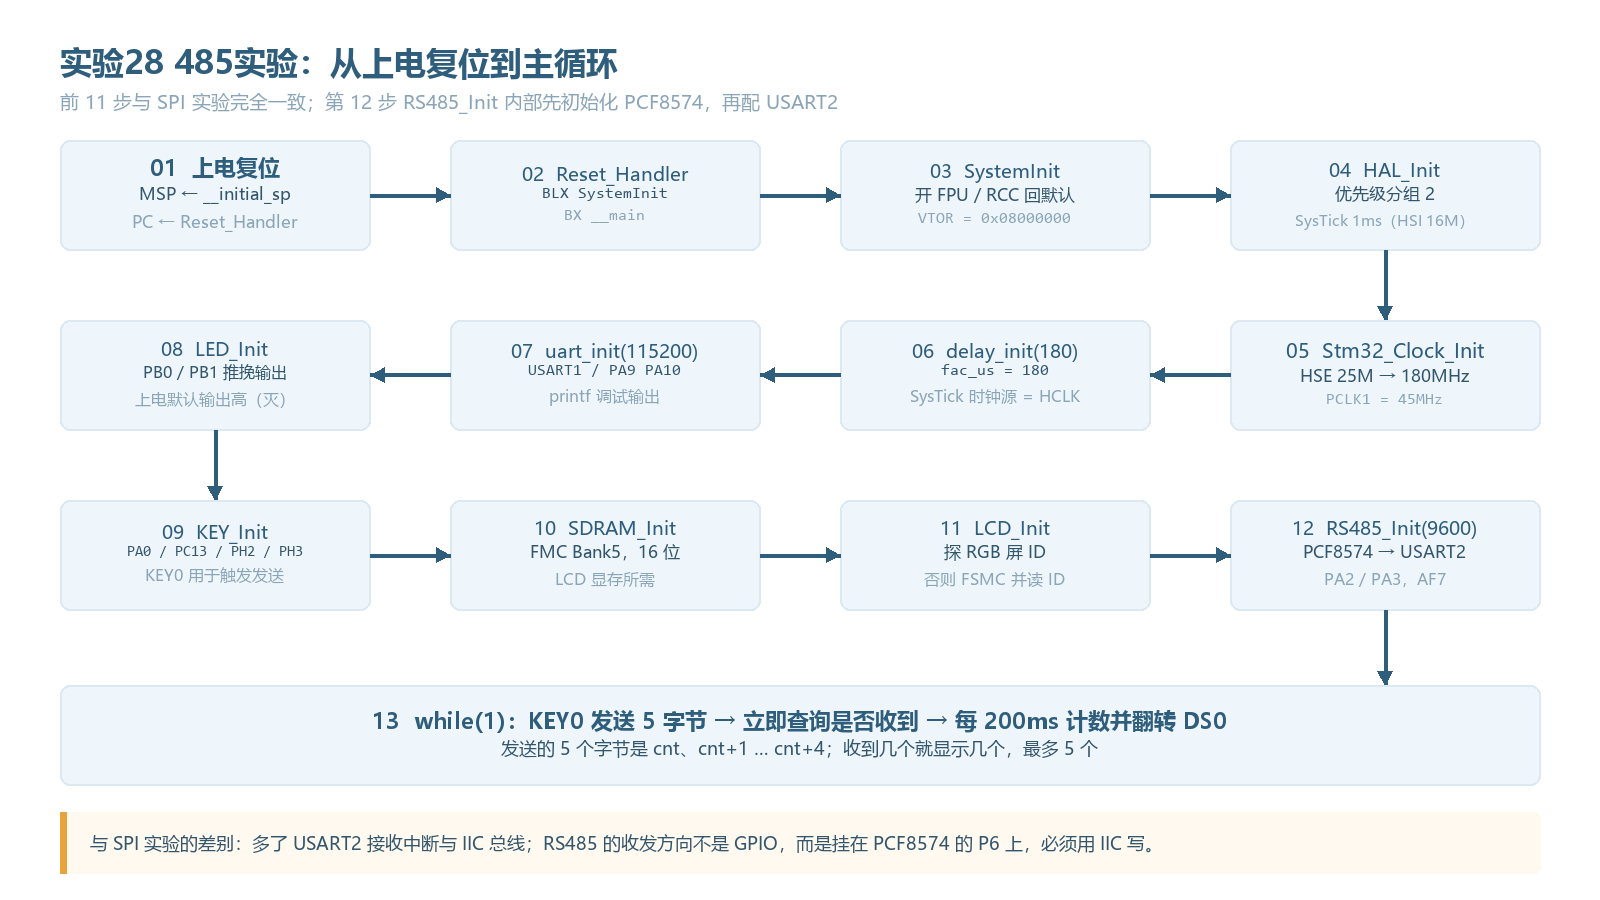 实验28 485实验：从上电复位到主循环
前 11 步与 SPI 实验完全一致；第 12 步 RS485_Init 内部先初始化 PCF8574，再配 USART2
01 上电复位
MSP ← __initial_sp
PC ← Reset_Handler
02 Reset_Handler
BLX SystemInit
BX __main
03 SystemInit
开 FPU / RCC 回默认
VTOR = 0x08000000
04 HAL_Init
优先级分组 2
SysTick 1ms（HSI 16M）
05 Stm32_Clock_Init
HSE 25M → 180MHz
PCLK1 = 45MHz
06 delay_init(180)
fac_us = 180
SysTick 时钟源 = HCLK
07 uart_init(115200)
USART1 / PA9 PA10
printf 调试输出
08 LED_Init
PB0 / PB1 推挽输出
上电默认输出高（灭）
09 KEY_Init
PA0 / PC13 / PH2 / PH3
KEY0 用于触发发送
10 SDRAM_Init
FMC Bank5，16 位
LCD 显存所需
11 LCD_Init
探 RGB 屏 ID
否则 FSMC 并读 ID
12 RS485_Init(9600)
PCF8574 → USART2
PA2 / PA3，AF7
13 while(1)：KEY0 发送 5 字节 → 立即查询是否收到 → 每 200ms 计数并翻转 DS0
发送的 5 个字节是 cnt、cnt+1 … cnt+4；收到几个就显示几个，最多 5 个
与 SPI 实验的差别：多了 USART2 接收中断与 IIC 总线；RS485 的收发方向不是 GPIO，而是挂在 PCF8574 的 P6 上，必须用 IIC 写。